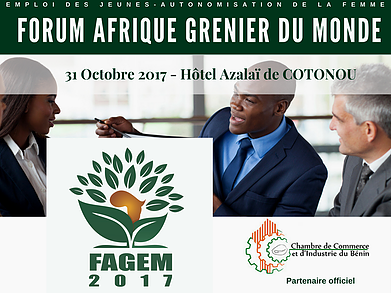 EMPLOI DES JEUNES-AUTONOMISATION DE LA FEMME
FORUM AFRIQUE GRENIER DU MONDE
31 Octobre 2017 - Hôtel Azalaï de COTONOU
FAGEM
2017
Chambre de Commerce
et d'Industrie du Bénin
Partenaire officiel